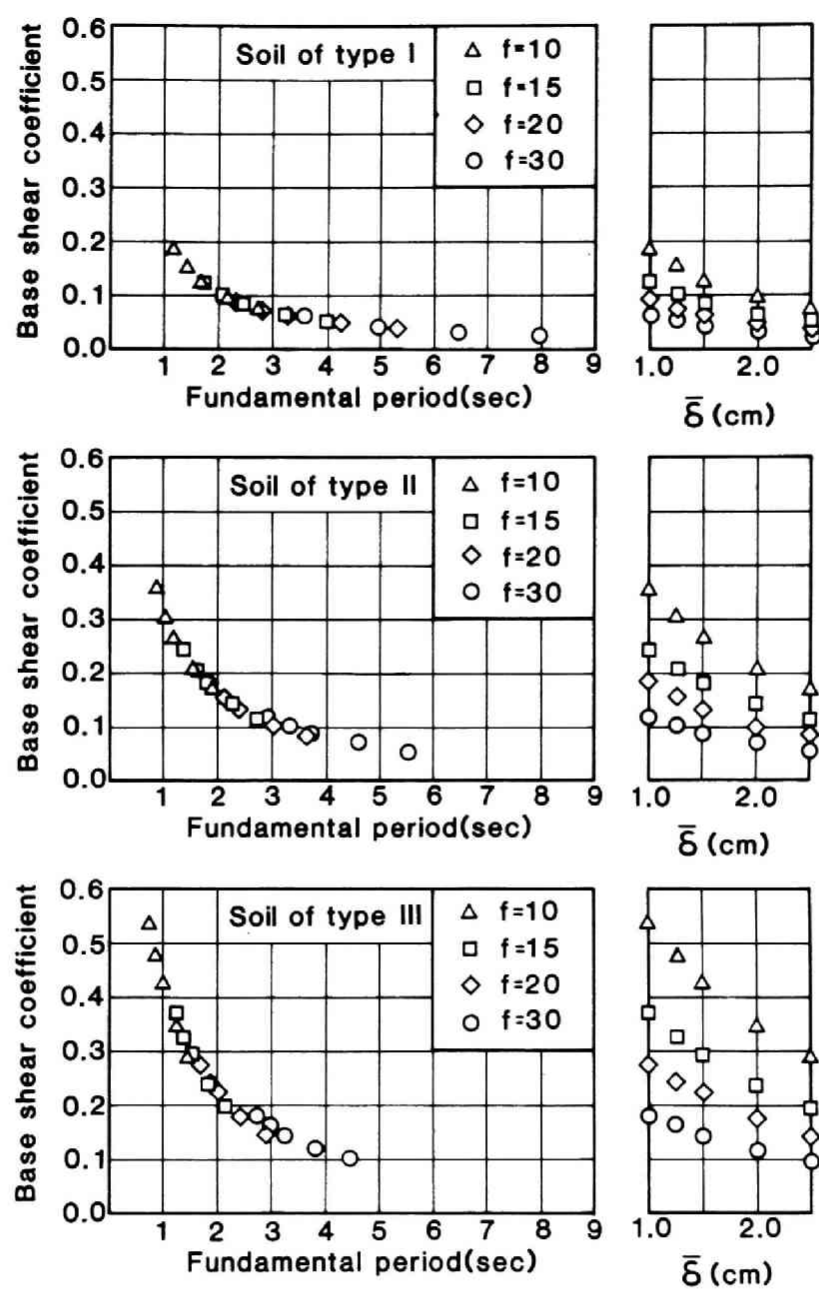 Base shear coefficient
0.6
0.5
0.4
0.3
0.2
0.1
0.0
Soil of type I
△ f=10
□ f=15
◇ f=20
○ f=30
1 2 3 4 5 6 7 8 9
Fundamental period(sec)
1.0 2.0
δ̄ (cm)
Base shear coefficient
0.6
0.5
0.4
0.3
0.2
0.1
0.0
Soil of type II
△ f=10
□ f=15
◇ f=20
○ f=30
1 2 3 4 5 6 7 8 9
Fundamental period(sec)
1.0 2.0
δ̄ (cm)
Base shear coefficient
0.6
0.5
0.4
0.3
0.2
0.1
0.0
Soil of type III
△ f=10
□ f=15
◇ f=20
○ f=30
1 2 3 4 5 6 7 8 9
Fundamental period(sec)
1.0 2.0
δ̄ (cm)